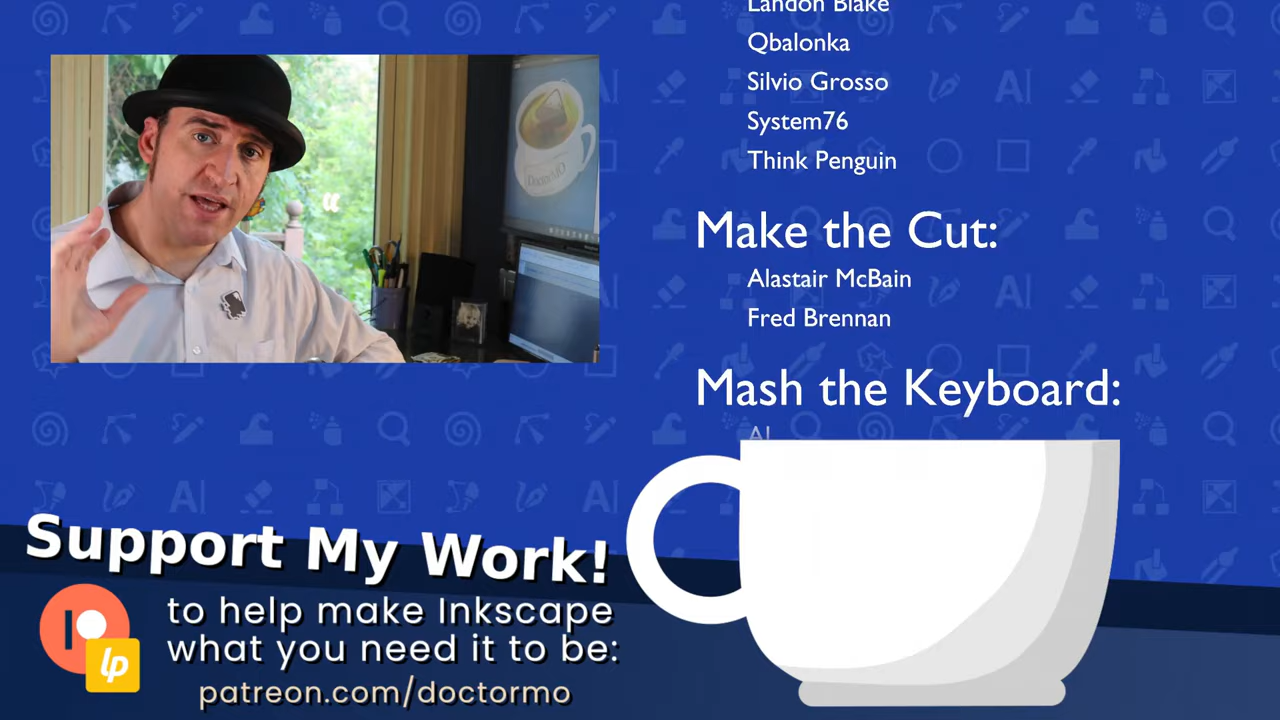 Landon Blake
Qbalonka
Silvio Grosso
System76
Think Penguin
Make the Cut:
Alastair McBain
Fred Brennan
Mash the Keyboard:
Support My Work!
to help make Inkscape
what you need it to be:
patreon.com/doctormo
lp